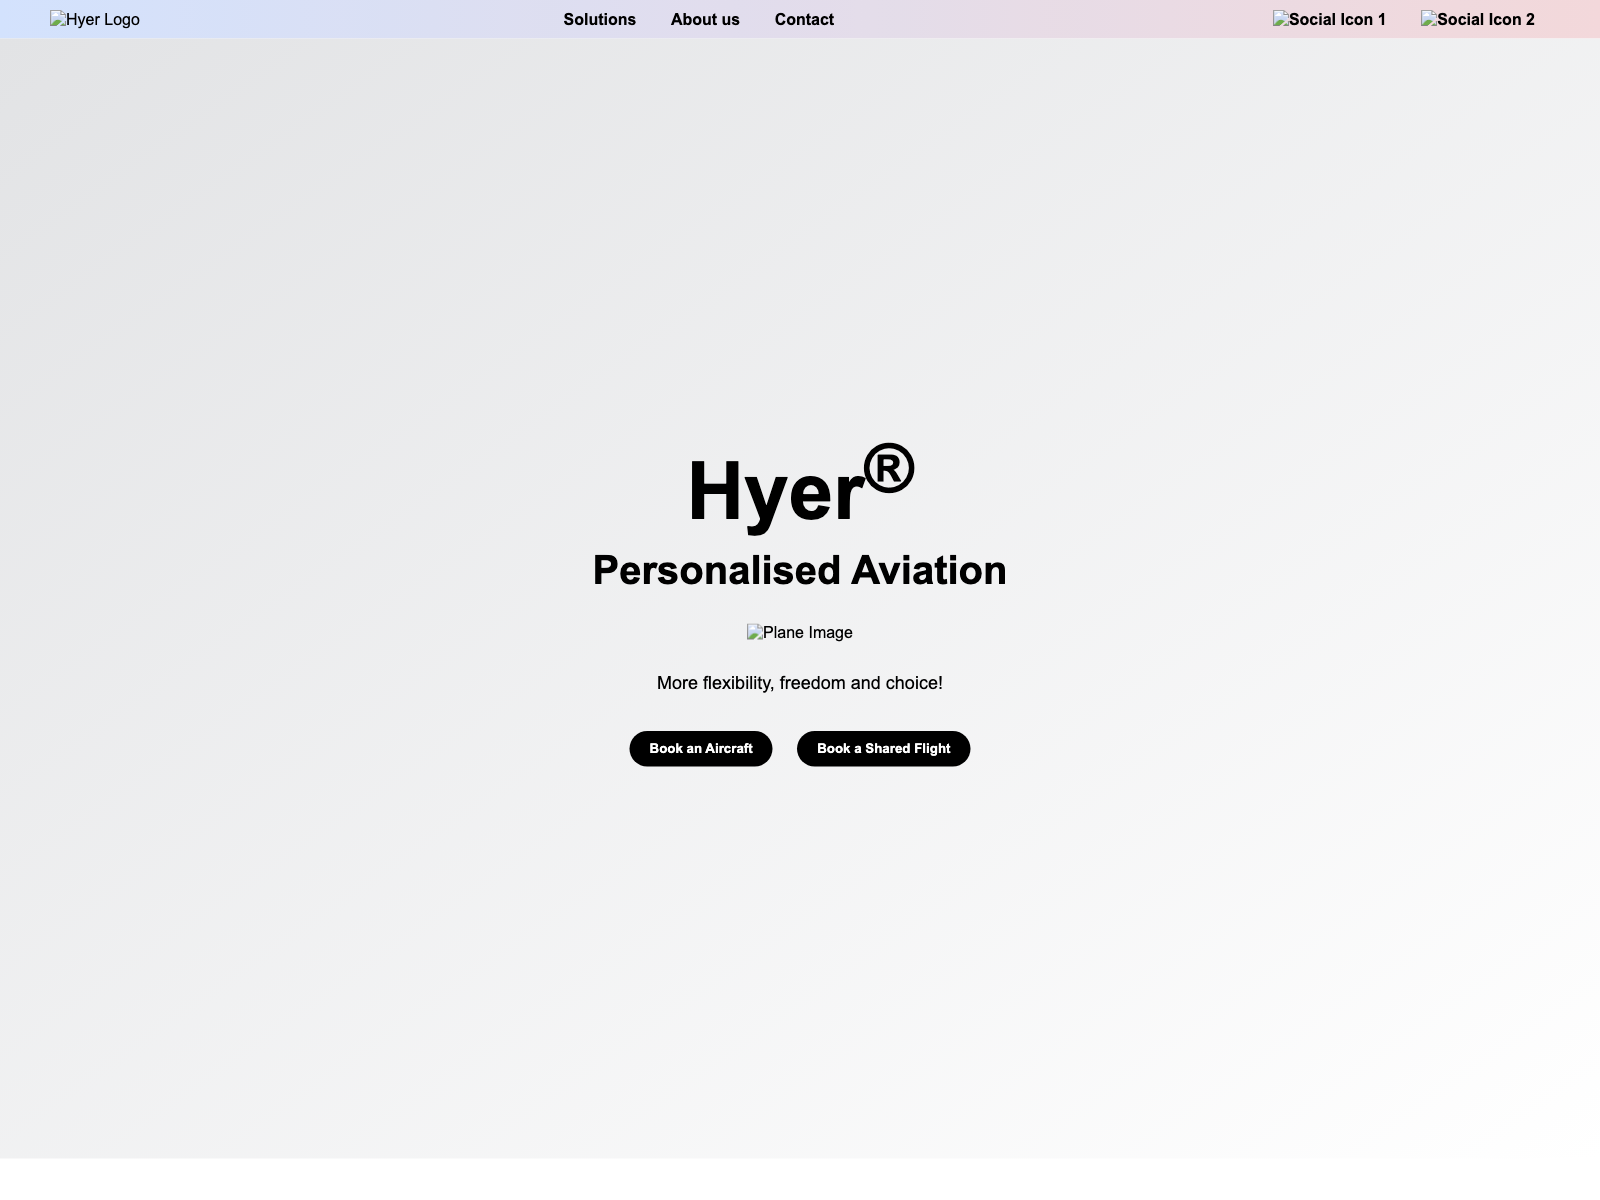 Hyer Logo Solutions About us Contact Social Icon 1 Social Icon 2
Hyer®
Personalised Aviation
Plane Image
More flexibility, freedom and choice!
Book an Aircraft Book a Shared Flight